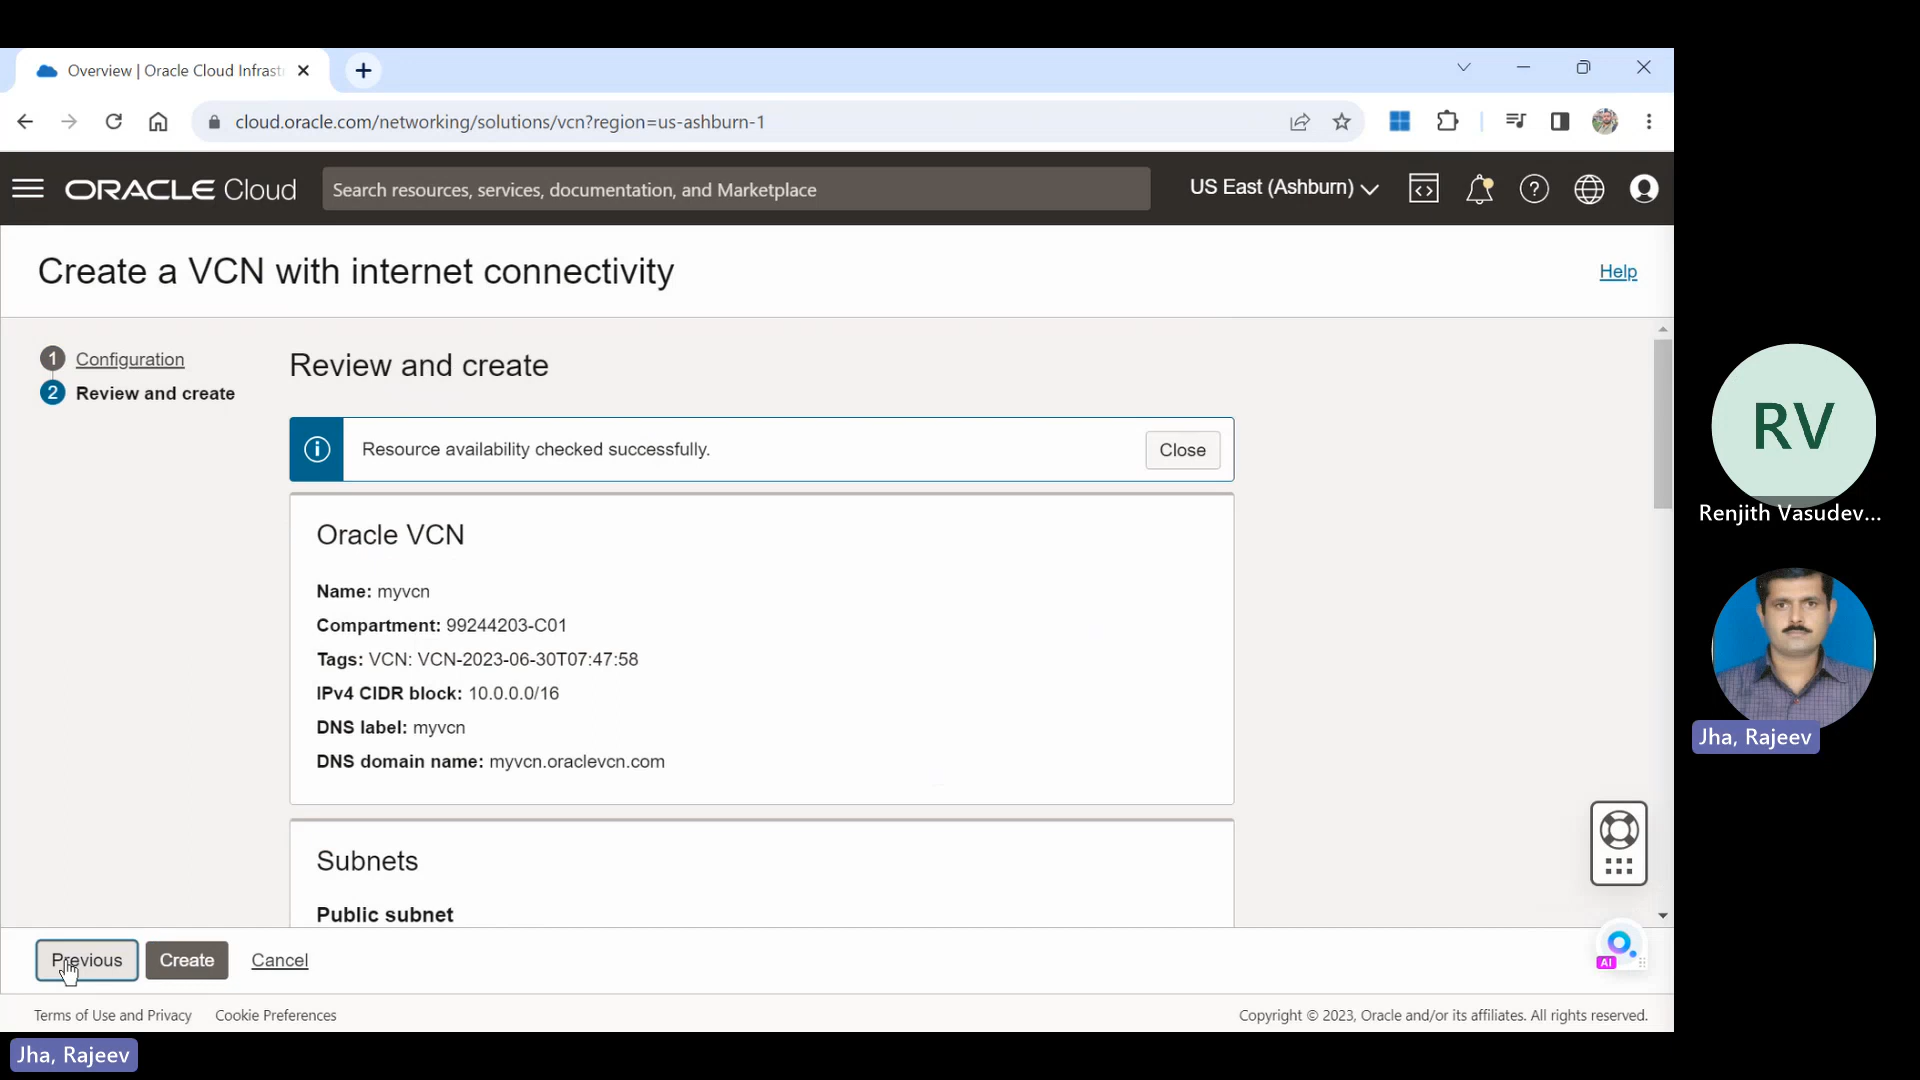 Overview | Oracle Cloud Infrast
cloud.oracle.com/networking/solutions/vcn?region=us-ashburn-1
ORACLE Cloud
Search resources, services, documentation, and Marketplace
US East (Ashburn)
Create a VCN with internet connectivity
Help
1 Configuration
2 Review and create
Review and create
Resource availability checked successfully.
Close
Oracle VCN
Name: myvcn
Compartment: 99244203-C01
Tags: VCN: VCN-2023-06-30T07:47:58
IPv4 CIDR block: 10.0.0.0/16
DNS label: myvcn
DNS domain name: myvcn.oraclevcn.com
Subnets
Public subnet
Previous
Create
Cancel
AI
Terms of Use and Privacy
Cookie Preferences
Copyright © 2023, Oracle and/or its affiliates. All rights reserved.
RV
Renjith Vasudev...
Jha, Rajeev
Jha, Rajeev